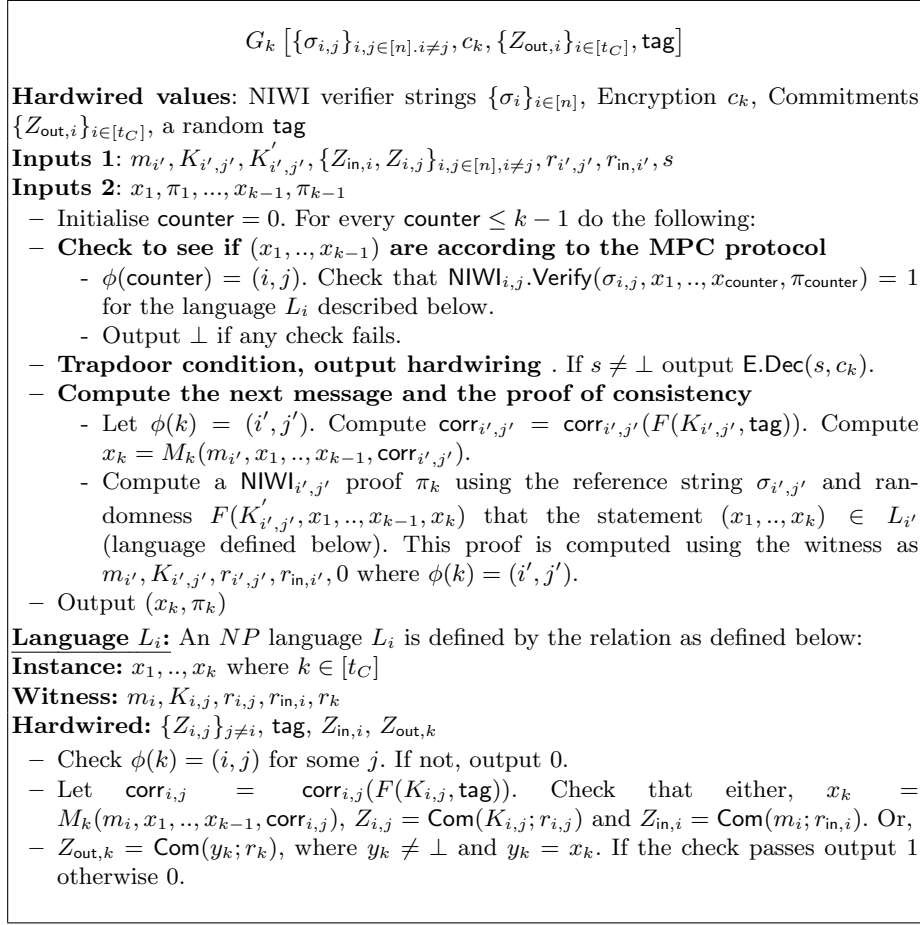 G_k [{σ_{i,j}}_{i,j∈[n].i≠j}, c_k, {Z_{out,i}}_{i∈[t_C]}, tag]
Hardwired values: NIWI verifier strings {σ_i}_{i∈[n]}, Encryption c_k, Commitments
{Z_{out,i}}_{i∈[t_C]}, a random tag
Inputs 1: m_{i′}, K_{i′,j′}, K^′_{i′,j′}, {Z_{in,i}, Z_{i,j}}_{i,j∈[n],i≠j}, r_{i′,j′}, r_{in,i′}, s
Inputs 2: x_1, π_1, ..., x_{k−1}, π_{k−1}
– Initialise counter = 0. For every counter ≤ k − 1 do the following:
– Check to see if (x_1, .., x_{k−1}) are according to the MPC protocol
- φ(counter) = (i, j). Check that NIWI_{i,j}.Verify(σ_{i,j}, x_1, .., x_{counter}, π_{counter}) = 1
for the language L_i described below.
- Output ⊥ if any check fails.
– Trapdoor condition, output hardwiring . If s ≠ ⊥ output E.Dec(s, c_k).
– Compute the next message and the proof of consistency
- Let φ(k) = (i′, j′). Compute corr_{i′,j′} = corr_{i′,j′}(F(K_{i′,j′}, tag)). Compute
x_k = M_k(m_{i′}, x_1, .., x_{k−1}, corr_{i′,j′}).
- Compute a NIWI_{i′,j′} proof π_k using the reference string σ_{i′,j′} and ran-
domness F(K^′_{i′,j′}, x_1, .., x_{k−1}, x_k) that the statement (x_1, .., x_k) ∈ L_{i′}
(language defined below). This proof is computed using the witness as
m_{i′}, K_{i′,j′}, r_{i′,j′}, r_{in,i′}, 0 where φ(k) = (i′, j′).
– Output (x_k, π_k)
Language L_i: An NP language L_i is defined by the relation as defined below:
Instance: x_1, .., x_k where k ∈ [t_C]
Witness: m_i, K_{i,j}, r_{i,j}, r_{in,i}, r_k
Hardwired: {Z_{i,j}}_{j≠i}, tag, Z_{in,i}, Z_{out,k}
– Check φ(k) = (i, j) for some j. If not, output 0.
– Let corr_{i,j} = corr_{i,j}(F(K_{i,j}, tag)). Check that either, x_k =
M_k(m_i, x_1, .., x_{k−1}, corr_{i,j}), Z_{i,j} = Com(K_{i,j}; r_{i,j}) and Z_{in,i} = Com(m_i; r_{in,i}). Or,
– Z_{out,k} = Com(y_k; r_k), where y_k ≠ ⊥ and y_k = x_k. If the check passes output 1
otherwise 0.